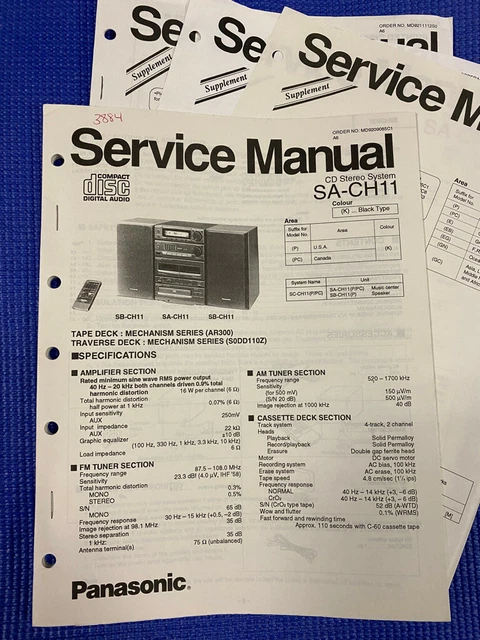 ORDER NO. MD9211112S0
A6
Se
Se
Manual
Supplement
Supplement
Supplement
Service M
3884
ORDER NO. MD9209085C1
A6
Service Manual
COMPACT
disc
DIGITAL AUDIO
CD Stereo System
SA-CH11
Colour
(K) ... Black Type
Area
Suffix for Model No.
Area
Colour
(P)
U.S.A.
(K)
(PC)
Canada
System Name
Unit
SC-CH11(P/PC)
SA-CH11(P/PC)
Music center
SB-CH11(P)
Speaker
SB-CH11
SA-CH11
SB-CH11
TAPE DECK : MECHANISM SERIES (AR300)
TRAVERSE DECK : MECHANISM SERIES (S0DD110Z)
■SPECIFICATIONS
■ AMPLIFIER SECTION
Rated minimum sine wave RMS power output
40 Hz – 20 kHz both channels driven 0.9% total
harmonic distortion 16 W per channel (6 Ω)
Total harmonic distortion
half power at 1 kHz 0.07% (6 Ω)
Input sensitivity
AUX 250mV
Input impedance
AUX 22 kΩ
Graphic equalizer ±10 dB
(100 Hz, 330 Hz, 1 kHz, 3.3 kHz, 10 kHz)
Load impedance 6 Ω
■ FM TUNER SECTION
Frequency range 87.5 – 108.0 MHz
Sensitivity 23.3 dBf (4.0 μV, IHF '58)
Total harmonic distortion
MONO 0.3%
STEREO 0.5%
S/N
MONO 65 dB
Frequency response 30 Hz – 15 kHz (+0.5, –2 dB)
Image rejection at 98.1 MHz 35 dB
Stereo separation
1 kHz: 35 dB
Antenna terminal(s) 75 Ω (unbalanced)
■ AM TUNER SECTION
Frequency range 520 – 1700 kHz
Sensitivity
(for 500 mV) 150 μV/m
(S/N 20 dB) 500 μV/m
Image rejection at 1000 kHz 40 dB
■ CASSETTE DECK SECTION
Track system 4-track, 2 channel
Heads
Playback Solid Permalloy
Record/playback Solid Permalloy
Erasure Double gap ferrite head
Motor DC servo motor
Recording system AC bias, 100 kHz
Erase system AC erase, 100 kHz
Tape speed 4.8 cm/sec (1⅞ ips)
Frequency response
NORMAL 40 Hz – 14 kHz (+3, –6 dB)
CrO₂ 40 Hz – 14 kHz (+3, –6 dB)
S/N (CrO₂ type tape) 52 dB (A-WTD)
Wow and flutter 0.1% (WRMS)
Fast forward and rewinding time
Approx. 110 seconds with C-60 cassette tape
Panasonic®
Area
Suffix for
Model No.
(P)
(PC)
(E)
(EB)
(EG)
(GN)
(GC)